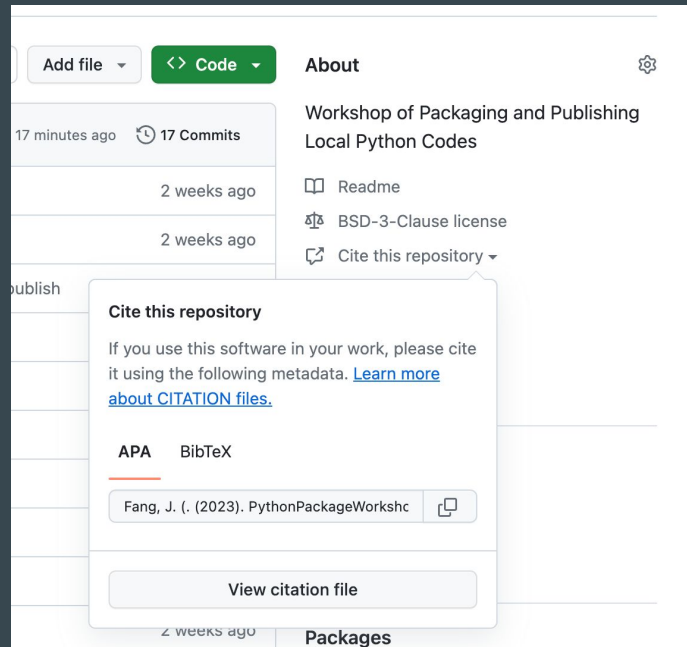 Add file
Code
About
Workshop of Packaging and Publishing
Local Python Codes
17 minutes ago
17 Commits
2 weeks ago
Readme
BSD-3-Clause license
2 weeks ago
Cite this repository
Cite this repository
If you use this software in your work, please cite
it using the following metadata. Learn more
about CITATION files.
APA BibTeX
Fang, J. (. (2023). PythonPackageWorksh
View citation file
2 weeks ago
Packages